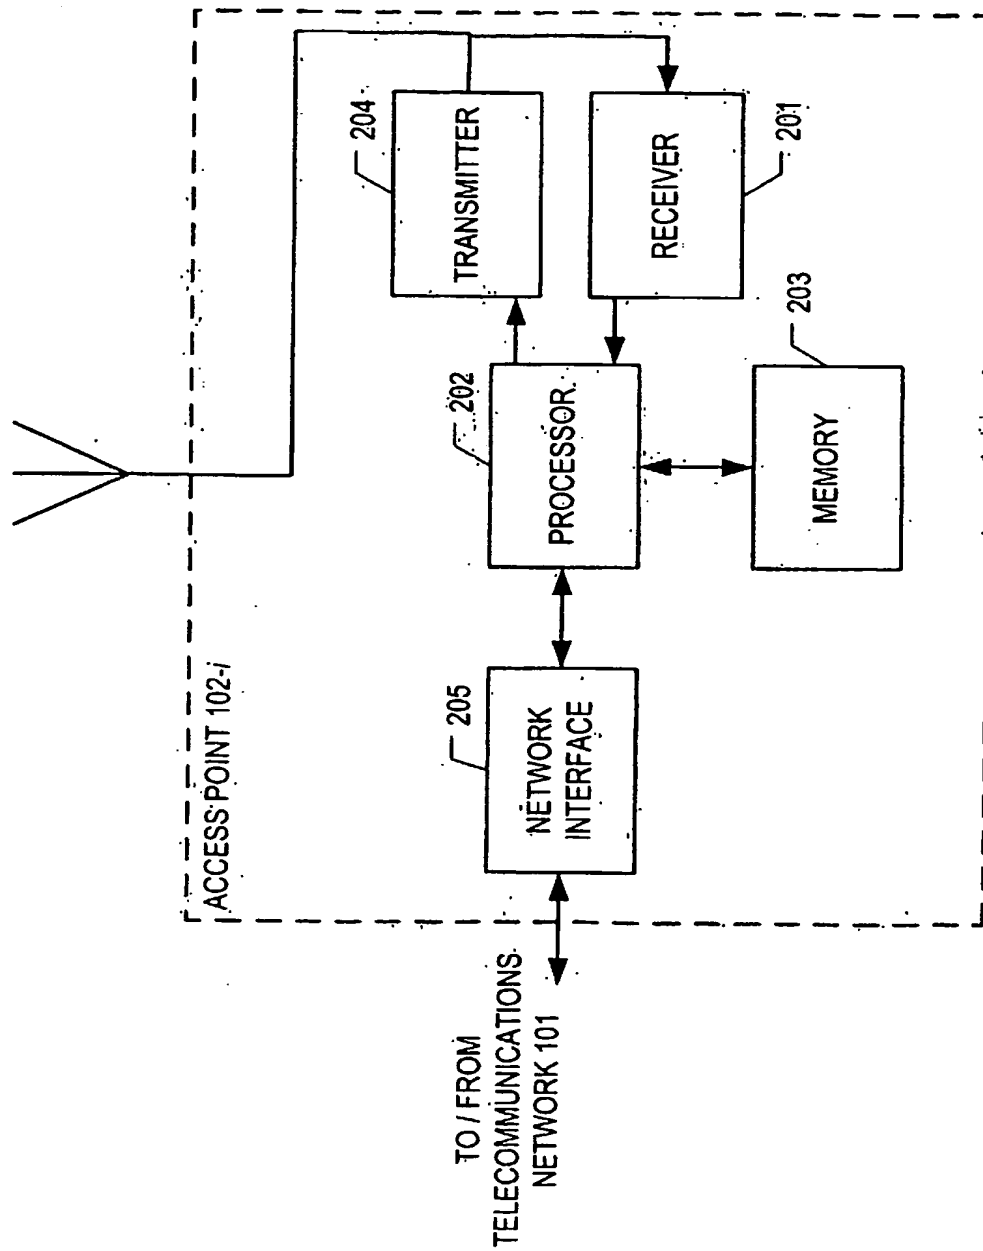 ACCESS POINT 102-i
204
TRANSMITTER
202
PROCESSOR
205
NETWORK
INTERFACE
RECEIVER
201
203
MEMORY
TO / FROM
TELECOMMUNICATIONS
NETWORK 101